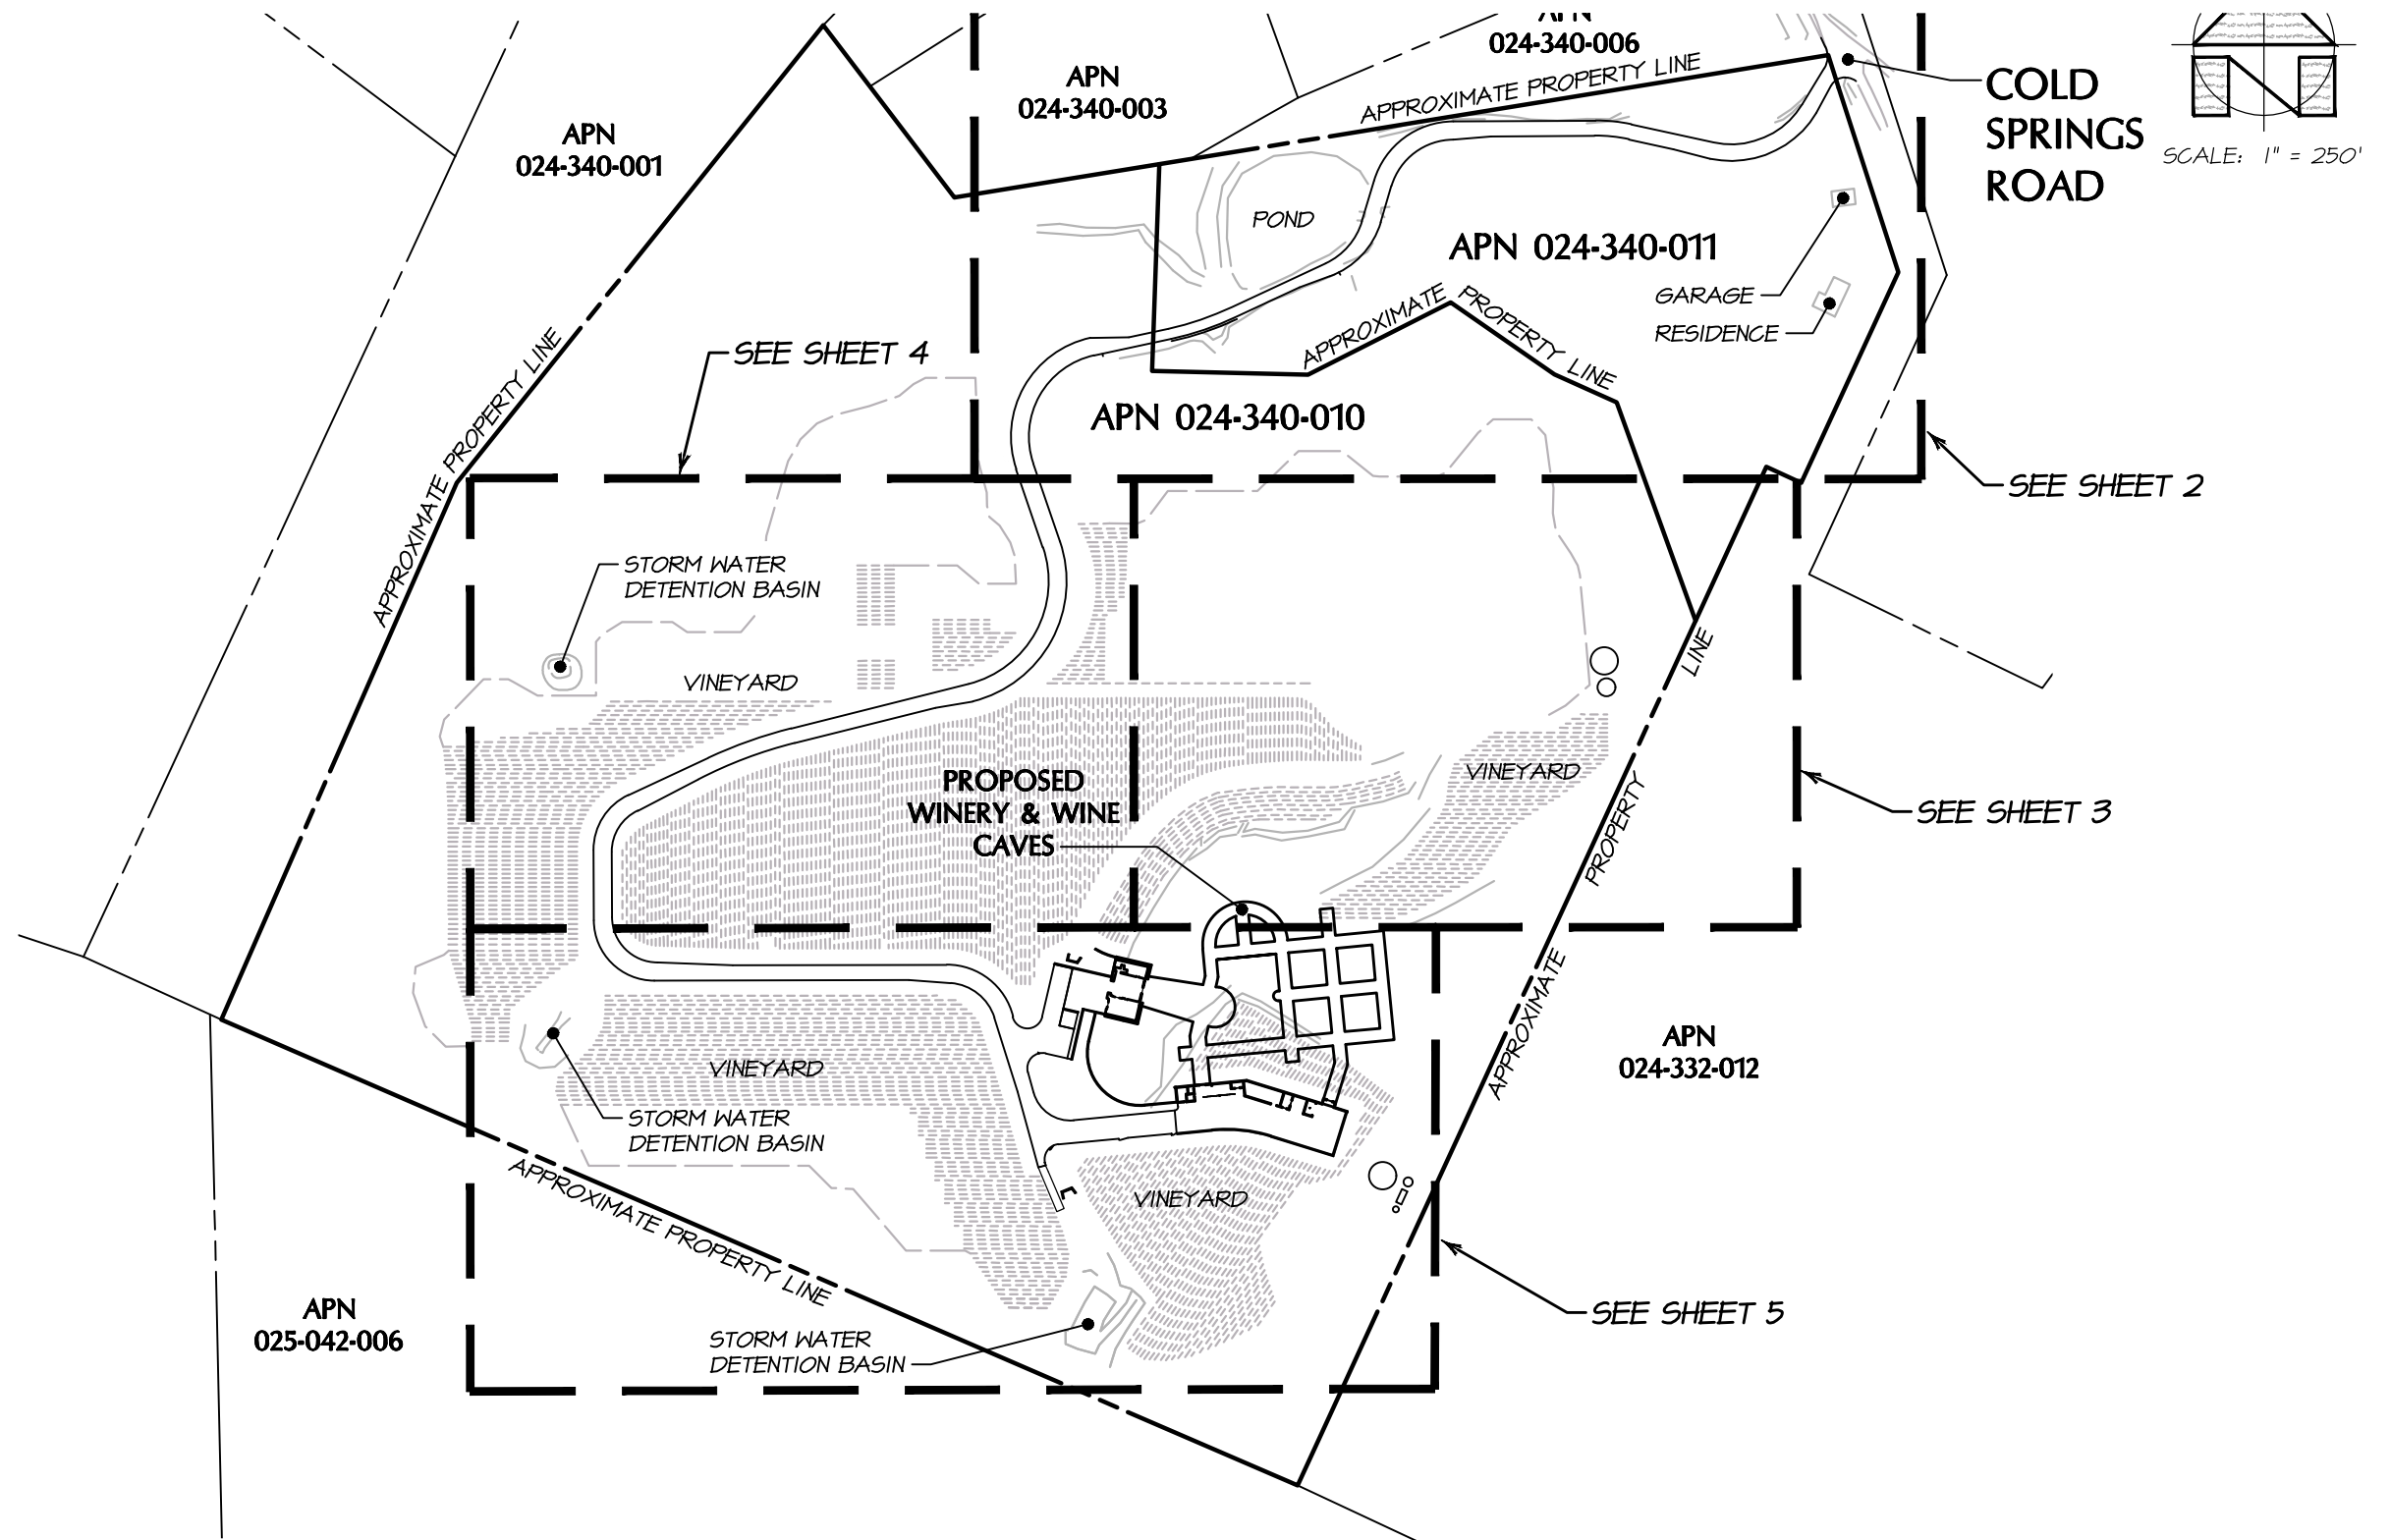 APN
024-340-006
APN
024-340-003
APN
024-340-001
APPROXIMATE PROPERTY LINE
COLD
SPRINGS
ROAD
SCALE: 1" = 250'
POND
APN 024-340-011
GARAGE
RESIDENCE
APPROXIMATE PROPERTY LINE
SEE SHEET 4
APPROXIMATE PROPERTY LINE
APN 024-340-010
SEE SHEET 2
STORM WATER
DETENTION BASIN
VINEYARD
PROPOSED
WINERY & WINE
CAVES
VINEYARD
SEE SHEET 3
APPROXIMATE PROPERTY LINE
APN
024-332-012
VINEYARD
STORM WATER
DETENTION BASIN
APPROXIMATE PROPERTY LINE
VINEYARD
SEE SHEET 5
APN
025-042-006
STORM WATER
DETENTION BASIN